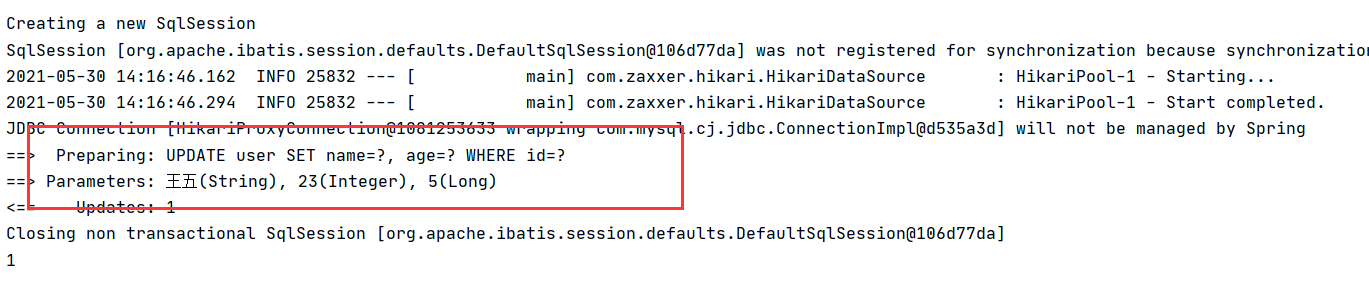 Creating a new SqlSession
SqlSession [org.apache.ibatis.session.defaults.DefaultSqlSession@106d77da] was not registered for synchronization because synchronization
2021-05-30 14:16:46.162  INFO 25832 --- [           main] com.zaxxer.hikari.HikariDataSource       : HikariPool-1 - Starting...
2021-05-30 14:16:46.294  INFO 25832 --- [           main] com.zaxxer.hikari.HikariDataSource       : HikariPool-1 - Start completed.
JDBC Connection [HikariProxyConnection@1081253633 wrapping com.mysql.cj.jdbc.ConnectionImpl@d535a3d] will not be managed by Spring
==>  Preparing: UPDATE user SET name=?, age=? WHERE id=?
==> Parameters: 王五(String), 23(Integer), 5(Long)
<==    Updates: 1
Closing non transactional SqlSession [org.apache.ibatis.session.defaults.DefaultSqlSession@106d77da]
1